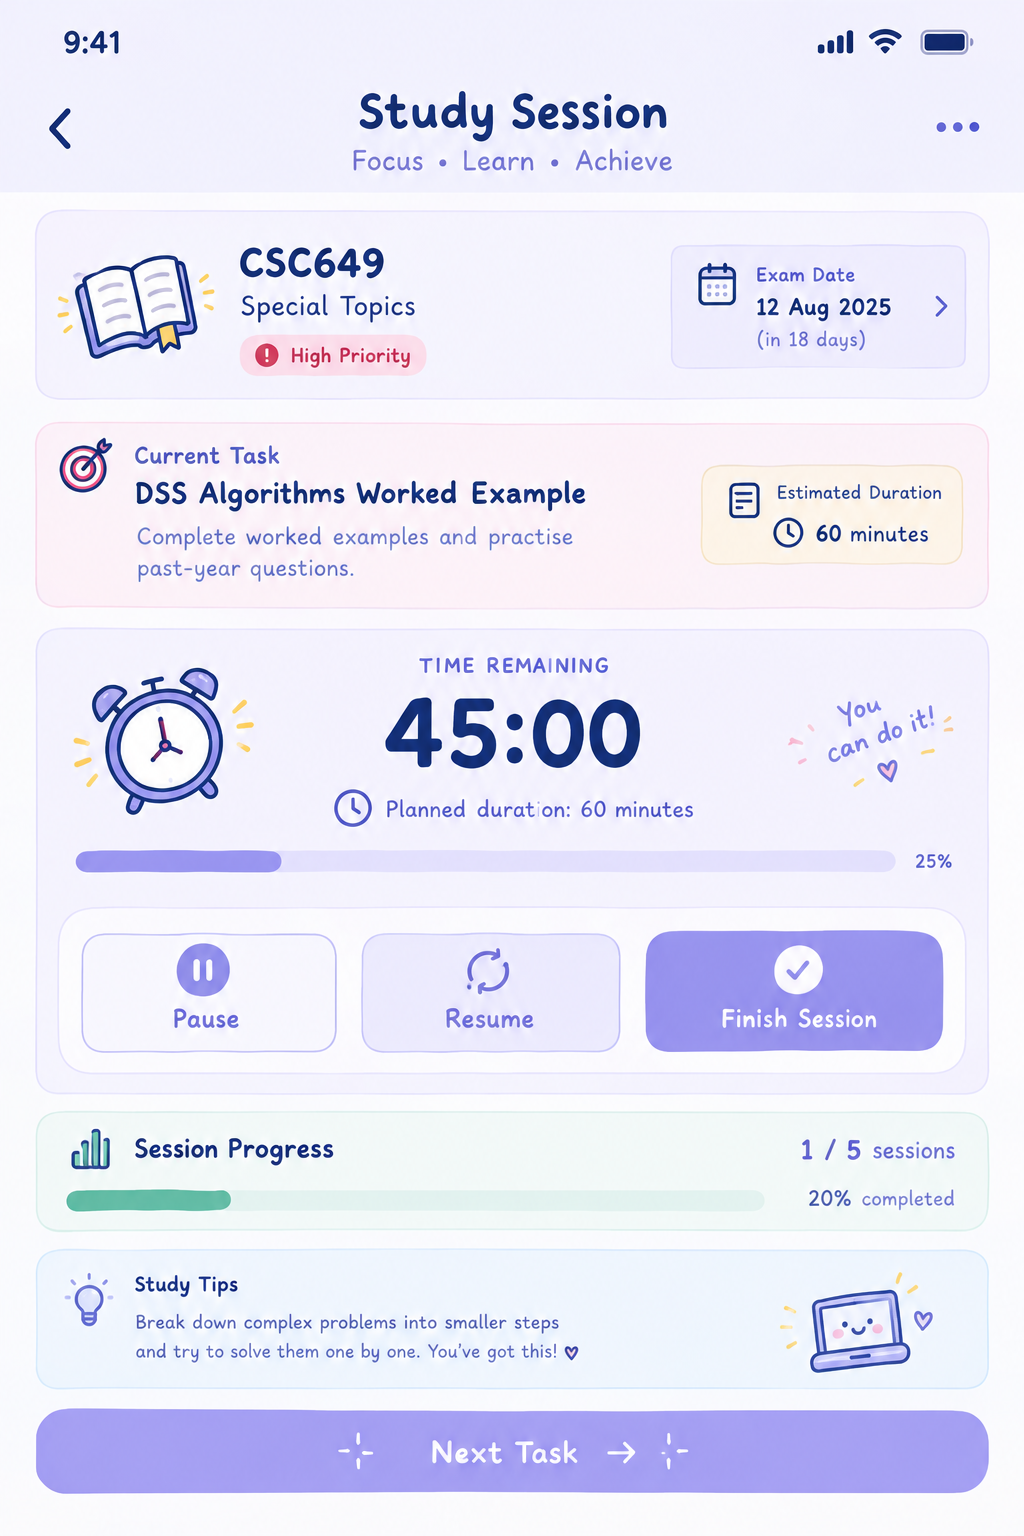 9:41
Study Session
Focus • Learn • Achieve
CSC649
Special Topics
! High Priority
Exam Date
12 Aug 2025
(in 18 days)
Current Task
DSS Algorithms Worked Example
Complete worked examples and practise
past-year questions.
Estimated Duration
60 minutes
TIME REMAINING
45:00
Planned duration: 60 minutes
You
can do it!
25%
Pause
Resume
Finish Session
Session Progress
1 / 5 sessions
20% completed
Study Tips
Break down complex problems into smaller steps
and try to solve them one by one. You've got this! ♡
Next Task →